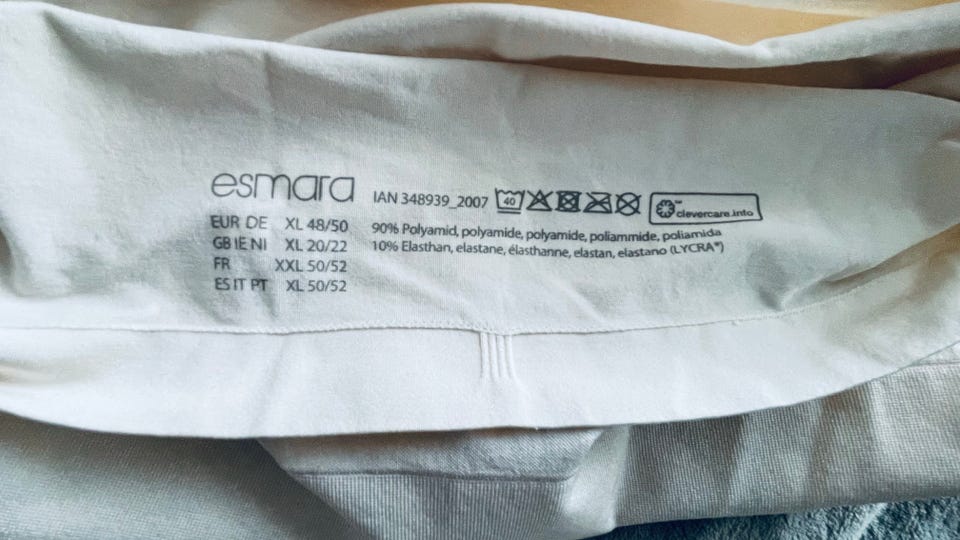 esmara
IAN 348939_2007 40 clevercare.info
EUR DE XL 48/50
GB IE NI XL 20/22
FR XXL 50/52
ES IT PT XL 50/52
90% Polyamid, polyamide, polyamide, poliammide, poliamida
10% Elasthan, elastane, élasthanne, elastan, elastano (LYCRA®)